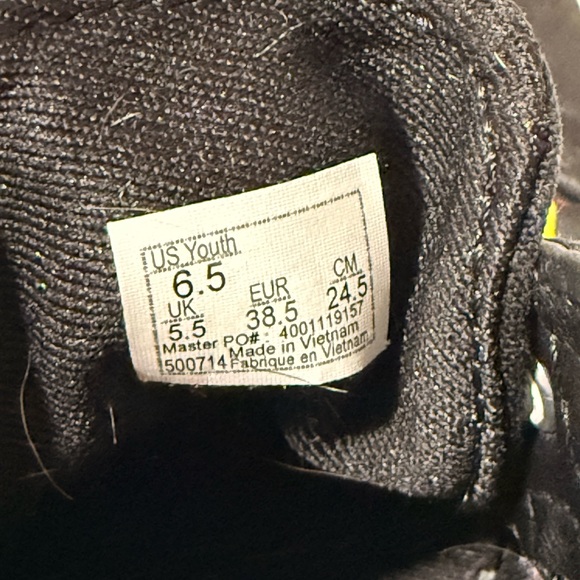 US Youth
6.5
UK EUR CM
5.5 38.5 24.5
Master PO# : 4001119157
Made in Vietnam
500714 Fabrique en Vietnam